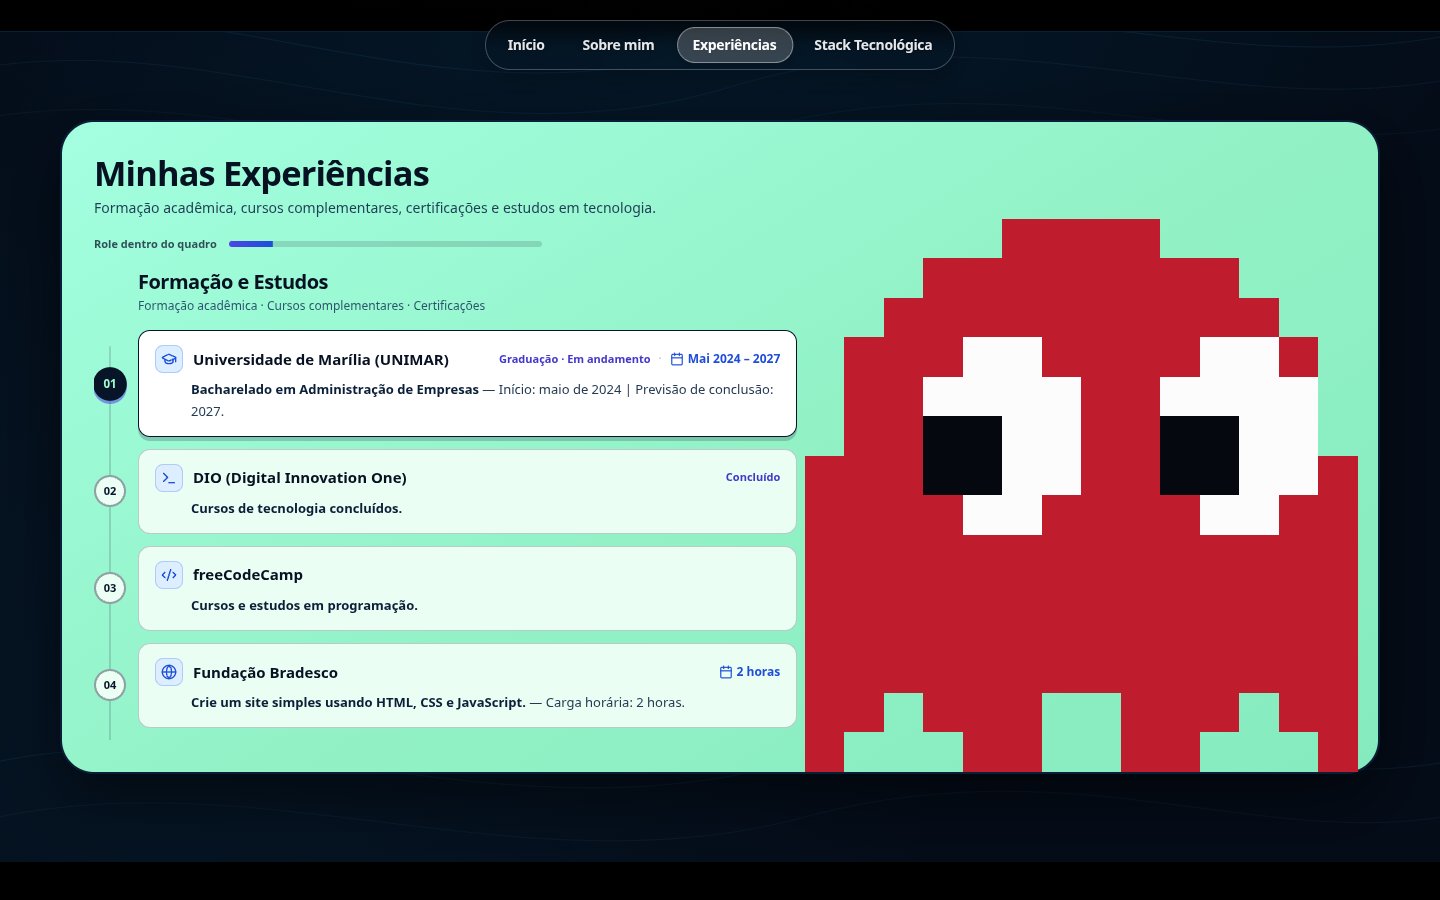 Início Sobre mim Experiências Stack Tecnológica
Minhas Experiências
Formação acadêmica, cursos complementares, certificações e estudos em tecnologia.
Role dentro do quadro
Formação e Estudos
Formação acadêmica · Cursos complementares · Certificações
01
Universidade de Marília (UNIMAR) Graduação · Em andamento · Mai 2024 – 2027
Bacharelado em Administração de Empresas — Início: maio de 2024 | Previsão de conclusão:
2027.
02
DIO (Digital Innovation One) Concluído
Cursos de tecnologia concluídos.
03
freeCodeCamp
Cursos e estudos em programação.
04
Fundação Bradesco 2 horas
Crie um site simples usando HTML, CSS e JavaScript. — Carga horária: 2 horas.